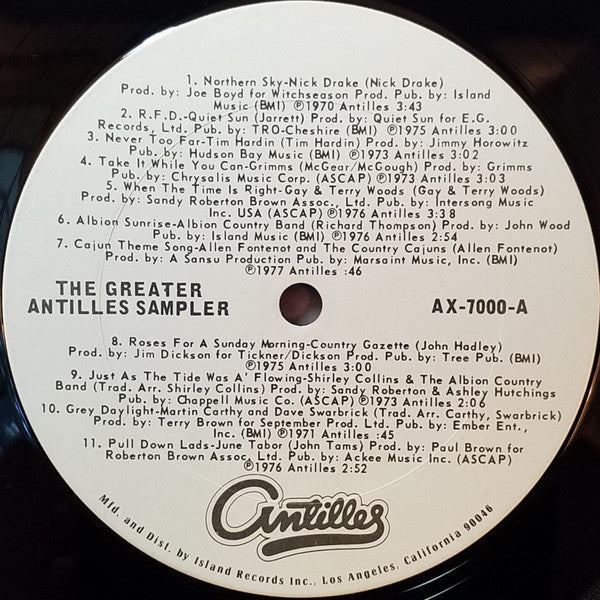 1. Northern Sky-Nick Drake (Nick Drake)
Prod. by: Joe Boyd for Witchseason Prod. Pub. by: Island
Music (BMI) ℗1970 Antilles 3:43
2. R.F.D.-Quiet Sun (Jarrett) Prod. by: Quiet Sun for E.G.
Records, Ltd. Pub. by: TRO-Cheshire (BMI) ℗1975 Antilles 3:00
3. Never Too Far-Tim Hardin (Tim Hardin) Prod. by: Jimmy Horowitz
Pub. by: Hudson Bay Music (BMI) ℗1973 Antilles 3:02
4. Take It While You Can-Grimms (McGear/McGough) Prod. by: Grimms
Pub. by: Chrysalis Music Corp. (ASCAP) ℗1973 Antilles 3:03
5. When The Time Is Right-Gay & Terry Woods (Gay & Terry Woods)
Prod. by: Sandy Roberton Brown Assoc., Ltd. Pub. by: Intersong Music
Inc. USA (ASCAP) ℗1976 Antilles 3:38
6. Albion Sunrise-Albion Country Band (Richard Thompson) Prod. by: John Wood
Pub. by: Island Music (BMI) ℗1976 Antilles 2:54
7. Cajun Theme Song-Allen Fontenot and The Country Cajuns (Allen Fontenot)
Prod. by: A Sansu Production Pub. by: Marsaint Music, Inc. (BMI)
℗1977 Antilles :46
THE GREATER
ANTILLES SAMPLER
AX-7000-A
8. Roses For A Sunday Morning-Country Gazette (John Hadley)
Prod. by: Jim Dickson for Tickner/Dickson Prod. Pub. by: Tree Pub. (BMI)
℗1975 Antilles 3:00
9. Just As The Tide Was A' Flowing-Shirley Collins & The Albion Country
Band (Trad. Arr. Shirley Collins) Prod. by: Sandy Roberton & Ashley Hutchings
Pub. by: Chappell Music Co. (ASCAP) ℗1973 Antilles 2:06
10. Grey Daylight-Martin Carthy and Dave Swarbrick (Trad. Arr. Carthy, Swarbrick)
Prod. by: Terry Brown for September Prod. Ltd. Pub. by: Ember Ent.,
Inc. (BMI) ℗1971 Antilles :45
11. Pull Down Lads-June Tabor (John Tams) Prod. by: Paul Brown for
Roberton Brown Assoc. Ltd. Pub. by: Ackee Music Inc. (ASCAP)
℗1976 Antilles 2:52
Antilles
Mfd. and Dist. by Island Records Inc., Los Angeles, California 90046